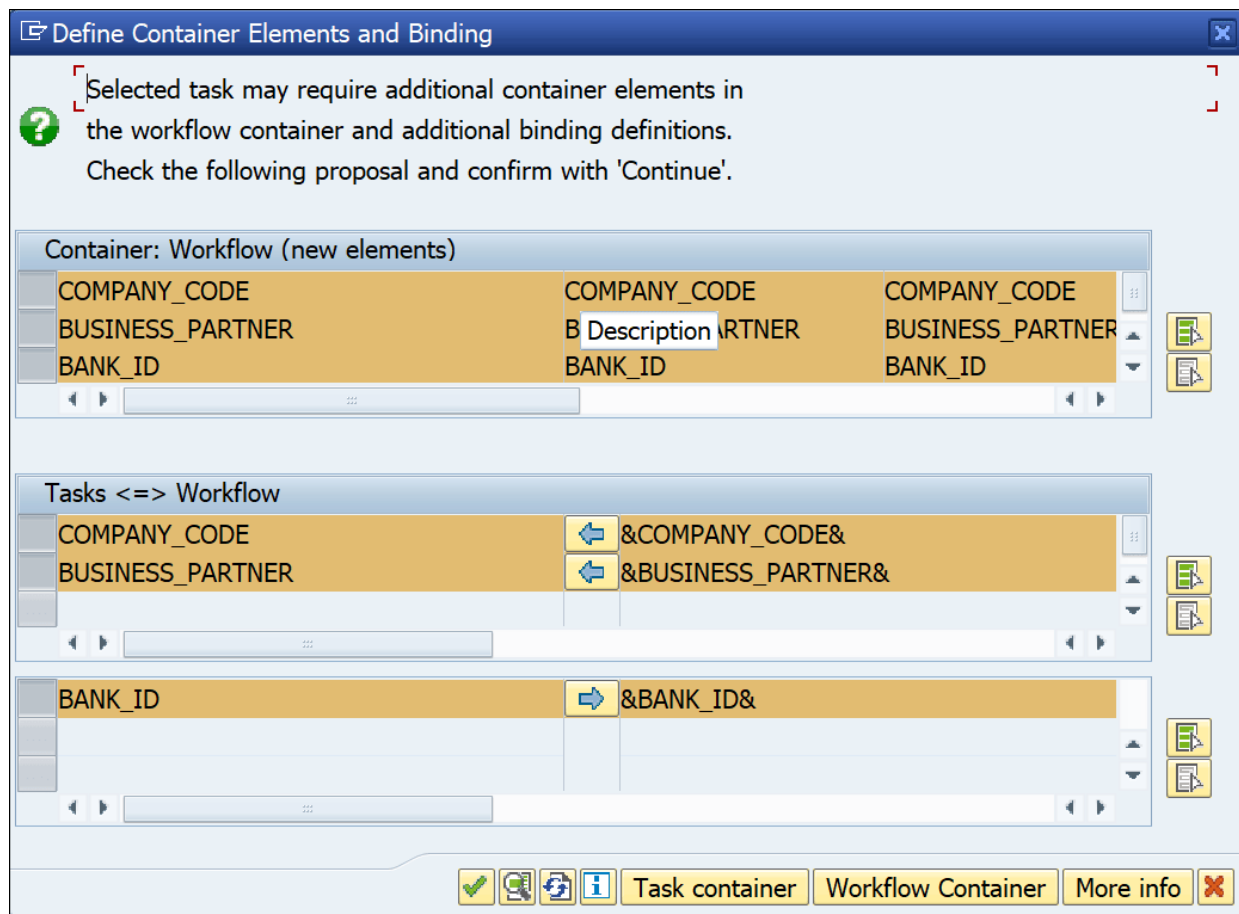 Define Container Elements and Binding
Selected task may require additional container elements in
the workflow container and additional binding definitions.
Check the following proposal and confirm with 'Continue'.
Container: Workflow (new elements)
COMPANY_CODE COMPANY_CODE COMPANY_CODE
BUSINESS_PARTNER B Description ARTNER BUSINESS_PARTNER
BANK_ID BANK_ID BANK_ID
Tasks <=> Workflow
COMPANY_CODE &COMPANY_CODE&
BUSINESS_PARTNER &BUSINESS_PARTNER&
BANK_ID &BANK_ID&
Task container Workflow Container More info